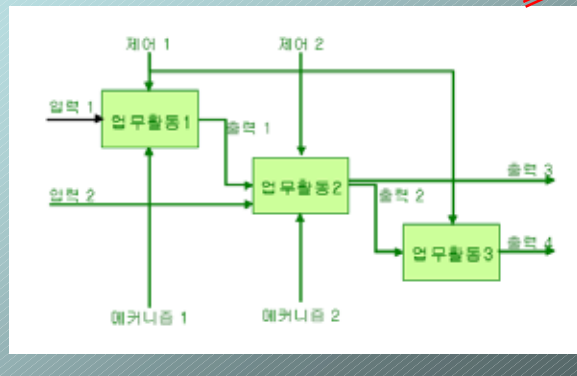 제어 1
제어 2
입력 1
업무활동1
출력 1
업무활동2
출력 3
입력 2
출력 2
업무활동3
출력 4
메커니즘 1
메커니즘 2